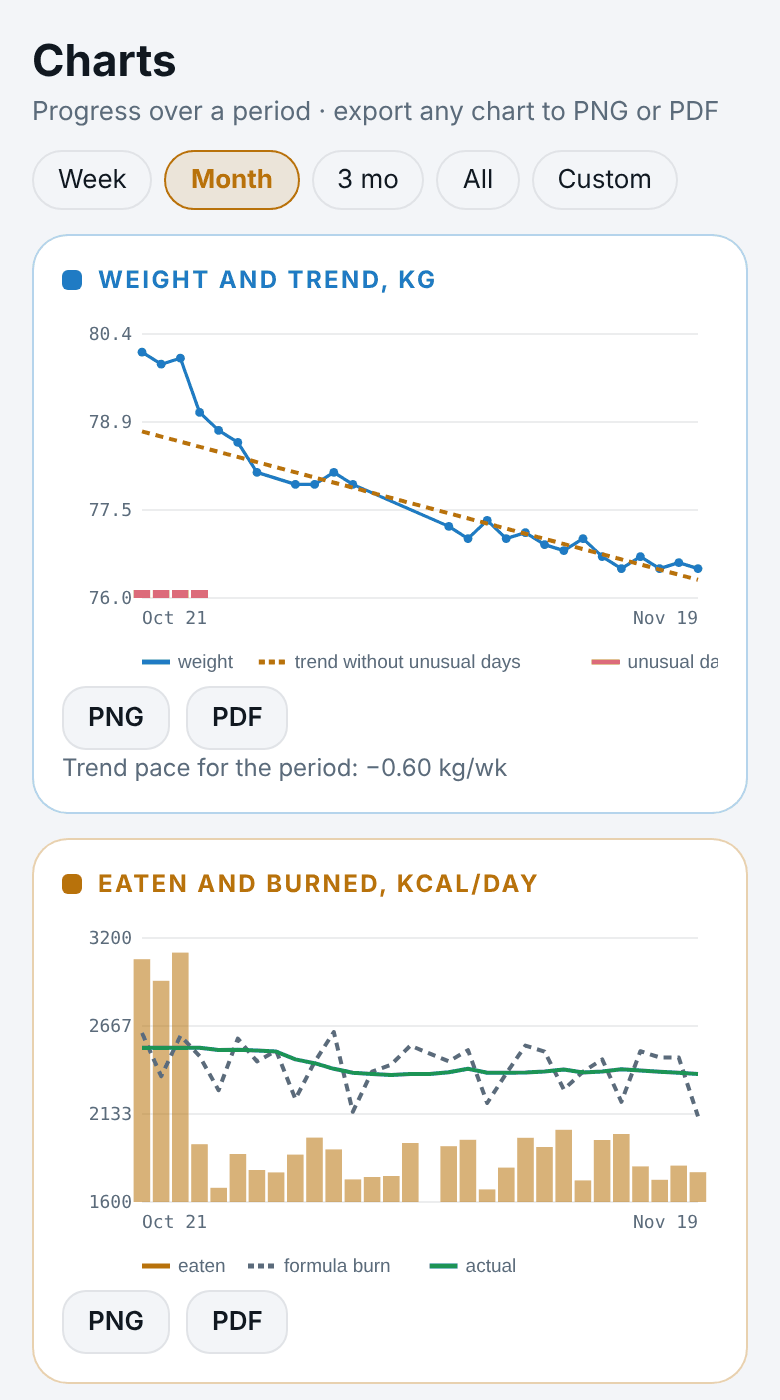 Charts
Progress over a period · export any chart to PNG or PDF
Week Month 3 mo All Custom
WEIGHT AND TREND, KG
80.4
78.9
77.5
76.0
Oct 21 Nov 19
weight trend without unusual days unusual da
PNG PDF
Trend pace for the period: −0.60 kg/wk
EATEN AND BURNED, KCAL/DAY
3200
2667
2133
1600
Oct 21 Nov 19
eaten formula burn actual
PNG PDF